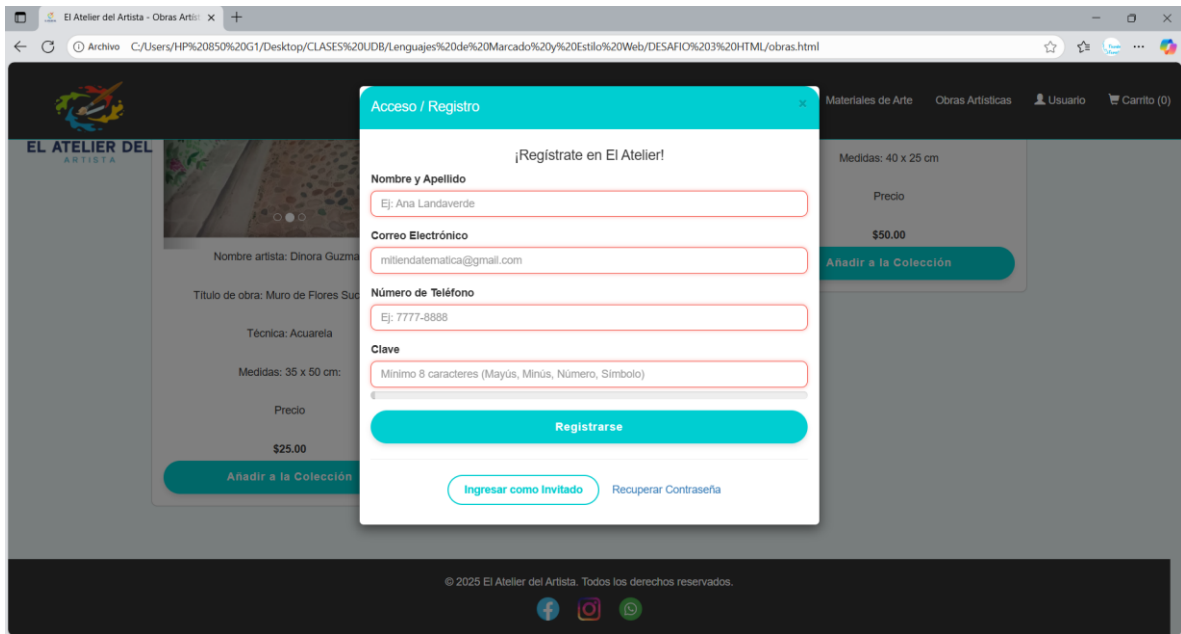 El Atelier del Artista - Obras Artís
Archivo C:/Users/HP%20850%20G1/Desktop/CLASES%20UDB/Lenguajes%20de%20Marcado%20y%20Estilo%20Web/DESAFIO%203%20HTML/obras.html
Materiales de Arte Obras Artísticas Usuario Carrito (0)
EL ATELIER DEL
ARTISTA
Acceso / Registro ×
¡Regístrate en El Atelier!
Nombre y Apellido
Ej: Ana Landaverde
Correo Electrónico
mitiendatematica@gmail.com
Número de Teléfono
Ej: 7777-8888
Clave
Mínimo 8 caracteres (Mayús, Minús, Número, Símbolo)
Registrarse
Ingresar como Invitado Recuperar Contraseña
Nombre artista: Dinora Guzma
Título de obra: Muro de Flores Suc
Técnica: Acuarela
Medidas: 35 x 50 cm:
Precio
$25.00
Añadir a la Colección
Medidas: 40 x 25 cm
Precio
$50.00
Añadir a la Colección
© 2025 El Atelier del Artista. Todos los derechos reservados.